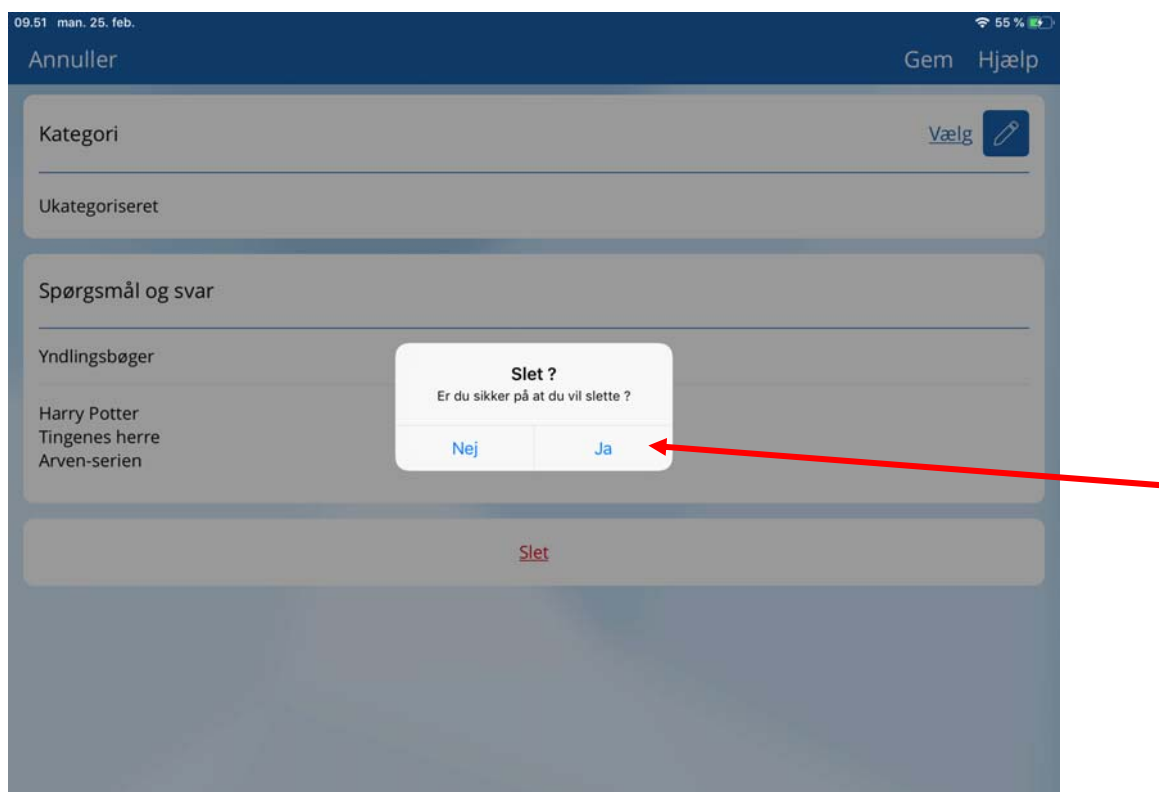 09.51 man. 25. feb. 55 %
Annuller Gem Hjælp
Kategori Vælg
Ukategoriseret
Spørgsmål og svar
Yndlingsbøger
Harry Potter
Tingenes herre
Arven-serien
Slet ?
Er du sikker på at du vil slette ?
Nej Ja
Slet